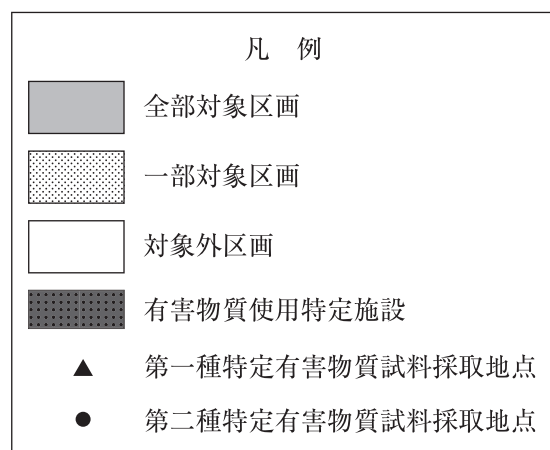 凡 例
全部対象区画
一部対象区画
対象外区画
有害物質使用特定施設
第一種特定有害物質試料採取地点
第二種特定有害物質試料採取地点